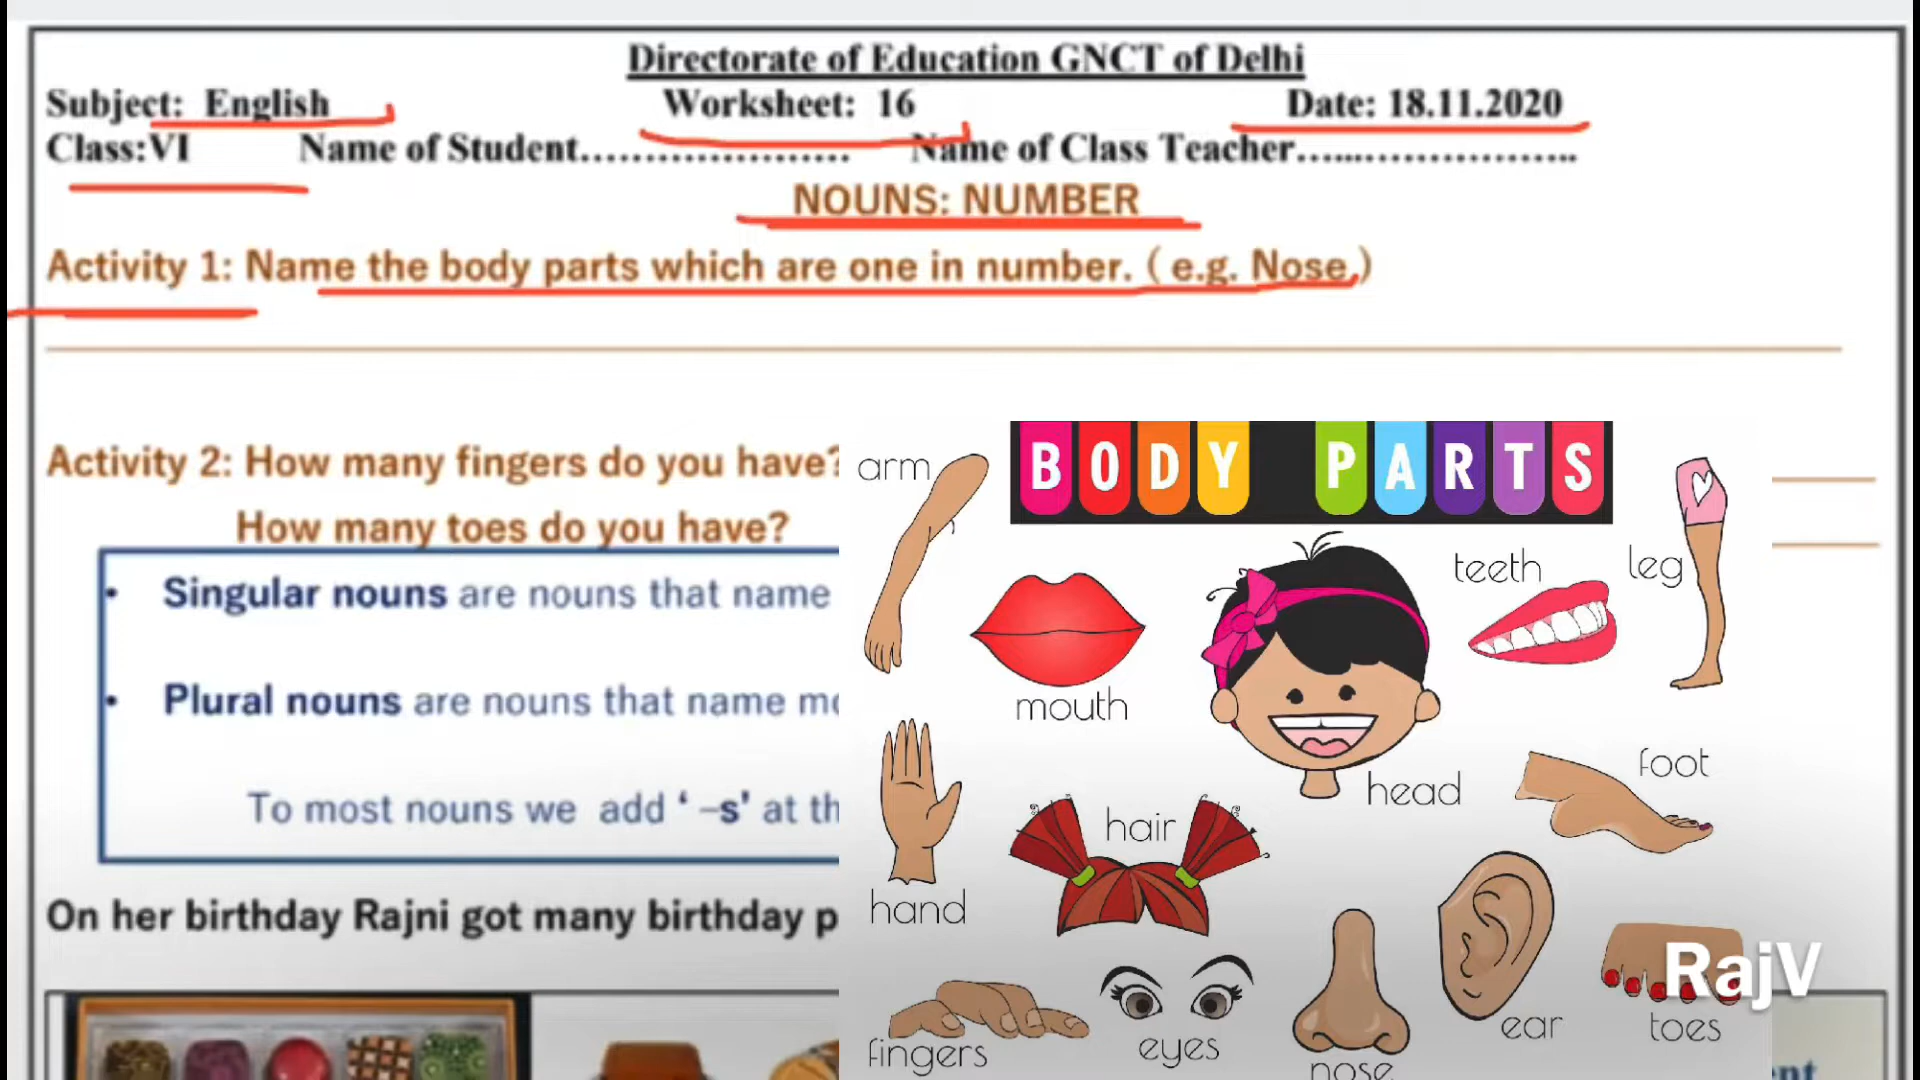 Directorate of Education GNCT of Delhi
Subject: English Worksheet: 16 Date: 18.11.2020
Class:VI Name of Student..................... Name of Class Teacher........................
NOUNS: NUMBER
Activity 1: Name the body parts which are one in number. ( e.g. Nose )
Activity 2: How many fingers do you have?
How many toes do you have?
• Singular nouns are nouns that name
• Plural nouns are nouns that name
To most nouns we add ‘ –s' at
On her birthday Rajni got many birthday
BODY PARTS
arm
teeth
leg
mouth
foot
head
hair
hand
RajV
ear
toes
fingers
eyes
nose